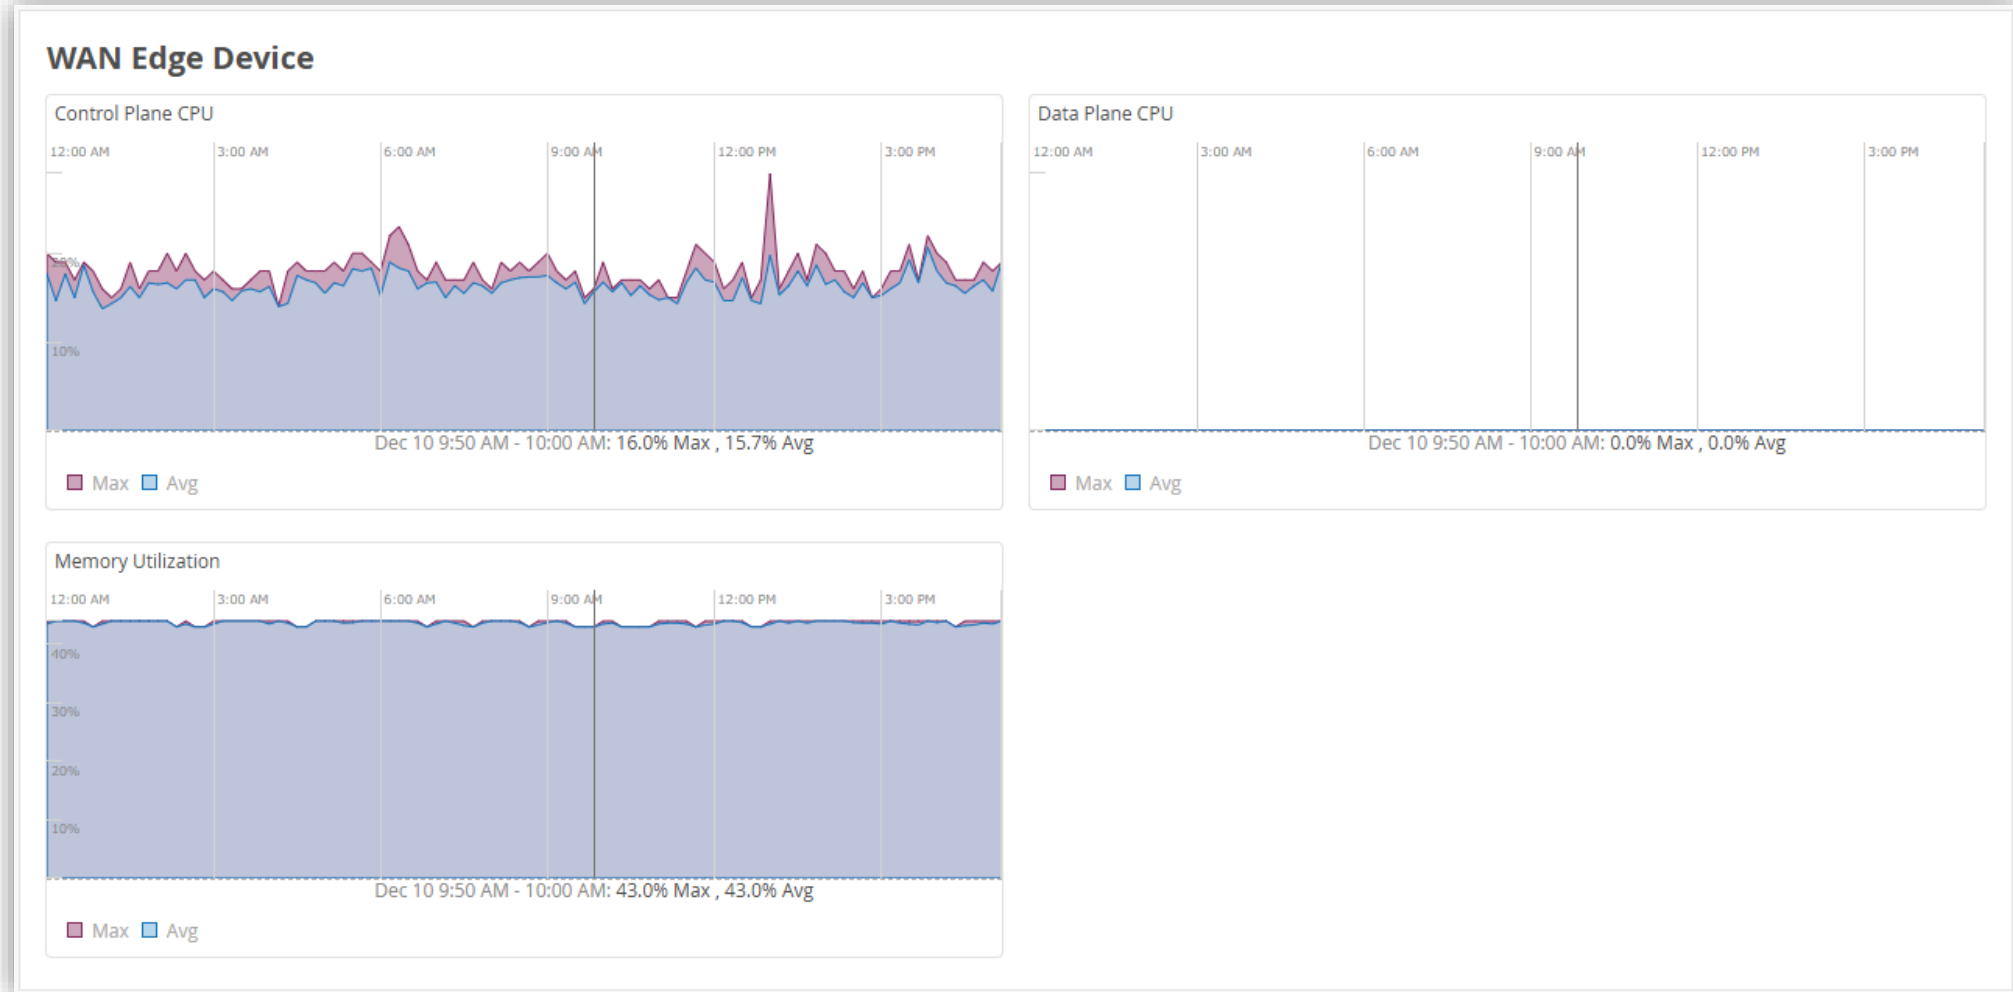 WAN Edge Device
Control Plane CPU
12:00 AM 3:00 AM 6:00 AM 9:00 AM 12:00 PM 3:00 PM
20%
10%
Dec 10 9:50 AM - 10:00 AM: 16.0% Max , 15.7% Avg
Max Avg
Data Plane CPU
12:00 AM 3:00 AM 6:00 AM 9:00 AM 12:00 PM 3:00 PM
Dec 10 9:50 AM - 10:00 AM: 0.0% Max , 0.0% Avg
Max Avg
Memory Utilization
12:00 AM 3:00 AM 6:00 AM 9:00 AM 12:00 PM 3:00 PM
40%
30%
20%
10%
Dec 10 9:50 AM - 10:00 AM: 43.0% Max , 43.0% Avg
Max Avg